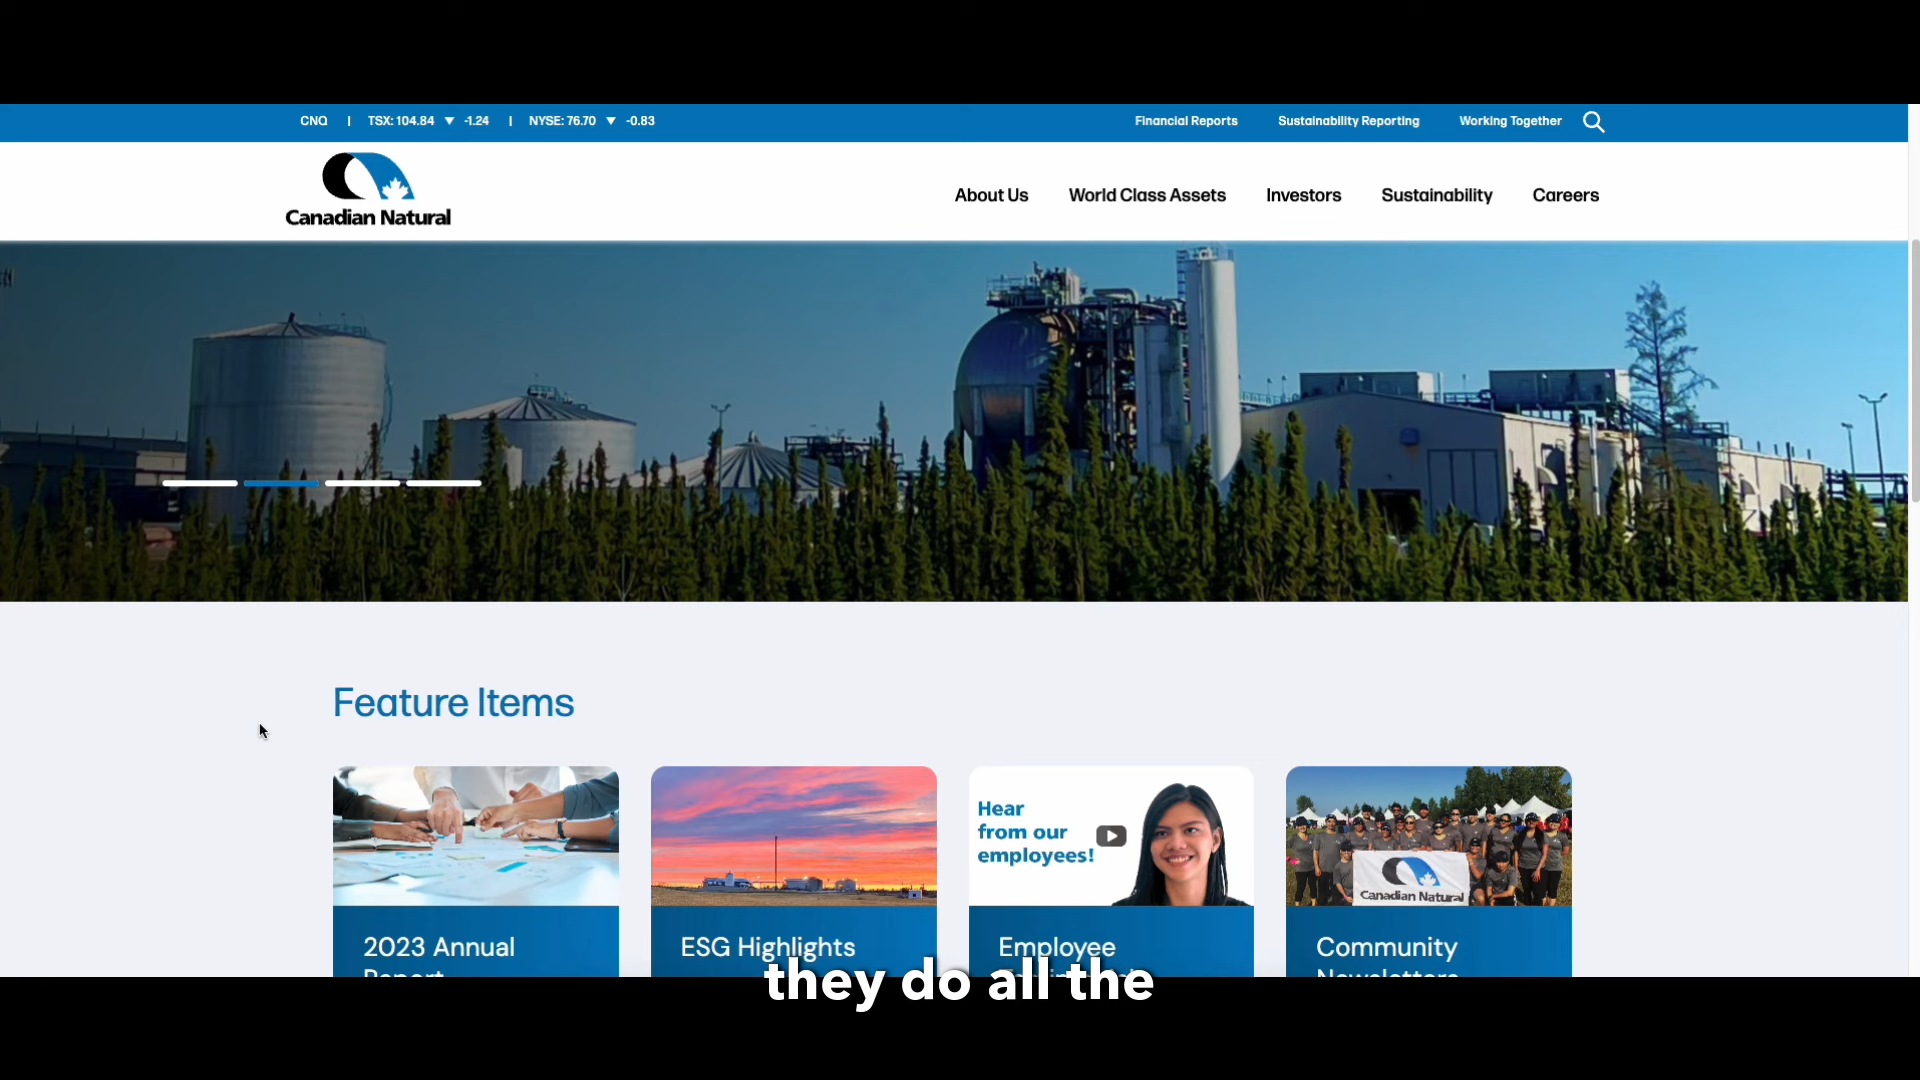 CNQ | TSX: 104.84 ▼ -1.24 | NYSE: 76.70 ▼ -0.83
Financial Reports
Sustainability Reporting
Working Together
Canadian Natural
About Us
World Class Assets
Investors
Sustainability
Careers
Feature Items
Hear
from our
employees!
Canadian Natural
2023 Annual
Report
ESG Highlights
Employee
Community
Newsletters
they do all the